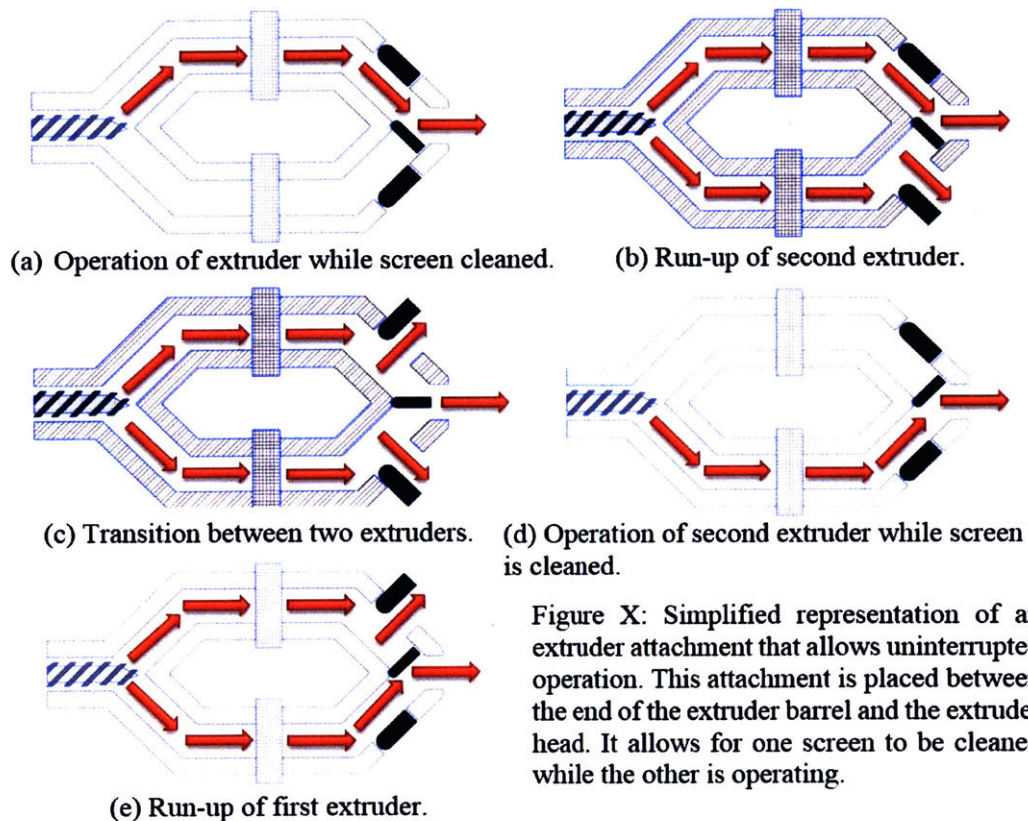 (a) Operation of extruder while screen cleaned.
(b) Run-up of second extruder.
(c) Transition between two extruders.
(d) Operation of second extruder while screen
is cleaned.
(e) Run-up of first extruder.
Figure X: Simplified representation of a
extruder attachment that allows uninterrupte
operation. This attachment is placed betwee
the end of the extruder barrel and the extrude
head. It allows for one screen to be cleane
while the other is operating.